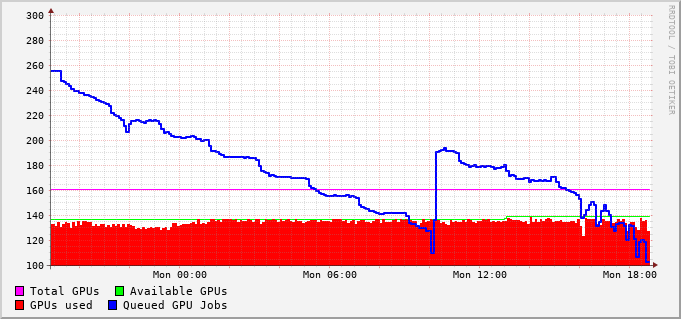 RRDTOOL / TOBI OETIKER
300
280
260
240
220
200
180
160
140
120
100
Mon 00:00 Mon 06:00 Mon 12:00 Mon 18:00
Total GPUs Available GPUs
GPUs used Queued GPU Jobs